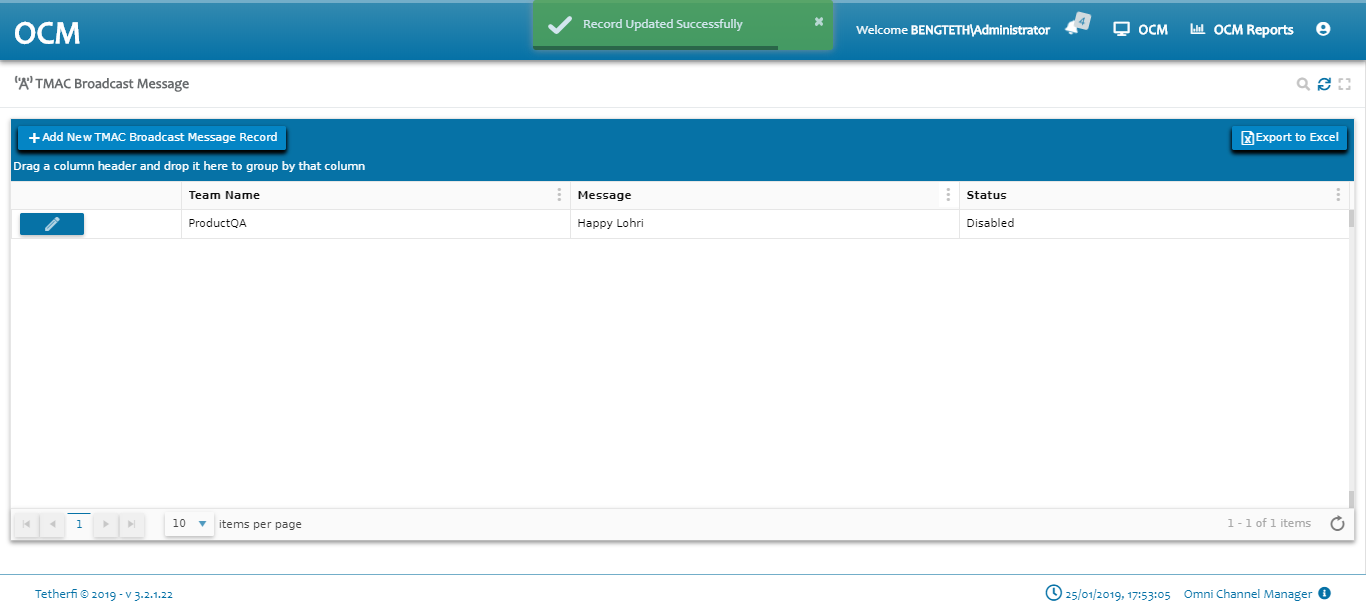 OCM
Record Updated Successfully
Welcome BENGTETH\Administrator
4
OCM
OCM Reports
TMAC Broadcast Message
Add New TMAC Broadcast Message Record
Export to Excel
Drag a column header and drop it here to group by that column
Team Name
Message
Status
ProductQA
Happy Lohri
Disabled
1
10
items per page
1 - 1 of 1 items
Tetherfi © 2019 - v 3.2.1.22
25/01/2019, 17:53:05
Omni Channel Manager